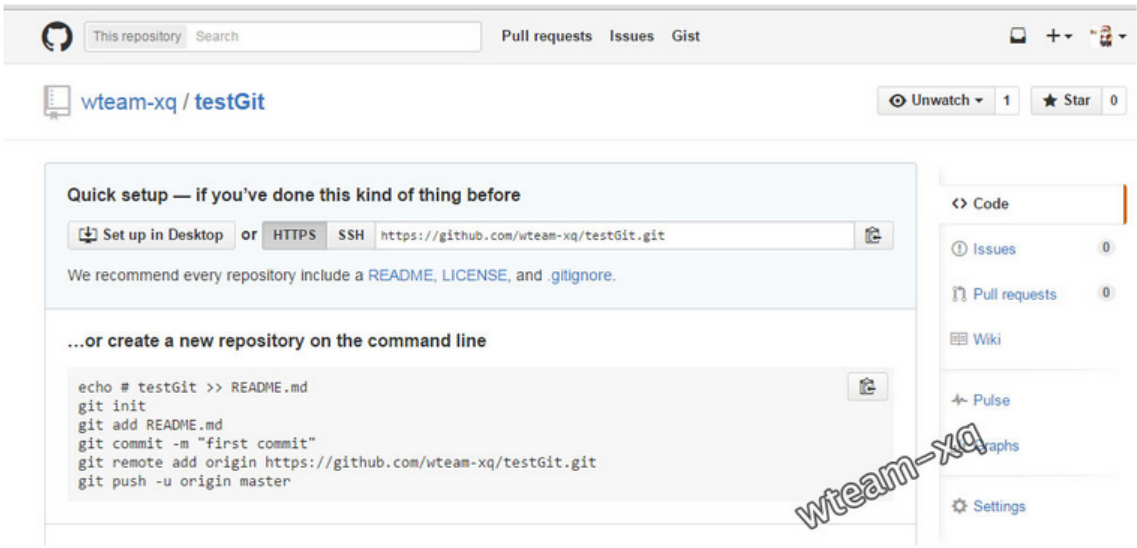 This repository Search Pull requests Issues Gist
wteam-xq / testGit Unwatch 1 Star 0
Quick setup — if you've done this kind of thing before
Set up in Desktop or HTTPS SSH https://github.com/wteam-xq/testGit.git
We recommend every repository include a README, LICENSE, and .gitignore.
…or create a new repository on the command line
echo # testGit >> README.md
git init
git add README.md
git commit -m "first commit"
git remote add origin https://github.com/wteam-xq/testGit.git
git push -u origin master
<> Code
Issues 0
Pull requests 0
Wiki
Pulse
Graphs
Settings
wteam-xq